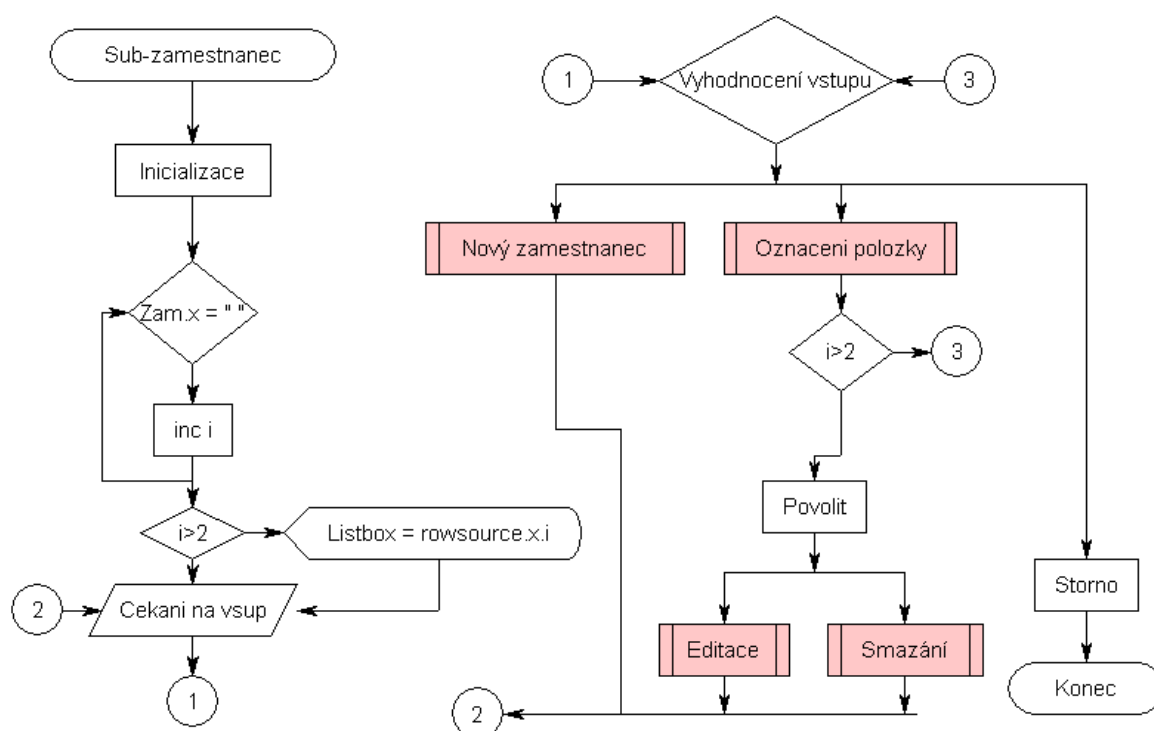 Sub-zamestnanec
Inicializace
Zam.x = " "
inc i
i>2
Listbox = rowsource.x.i
2
Cekani na vsup
1
1
Vyhodnocení vstupu
3
Nový zamestnanec
Oznaceni polozky
i>2
3
Povolit
Storno
Editace
Smazání
Konec
2